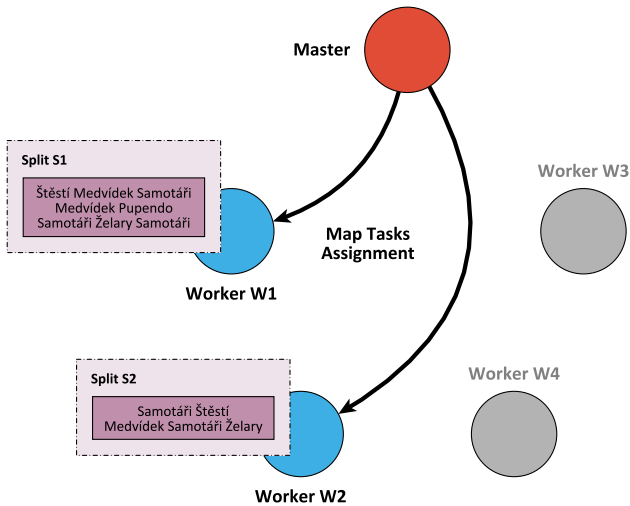 Master
Split S1
Štěstí Medvídek Samotáři
Medvídek Pupendo
Samotáři Želary Samotáři
Worker W3
Map Tasks
Assignment
Worker W1
Split S2
Samotáři Štěstí
Medvídek Samotáři Želary
Worker W4
Worker W2